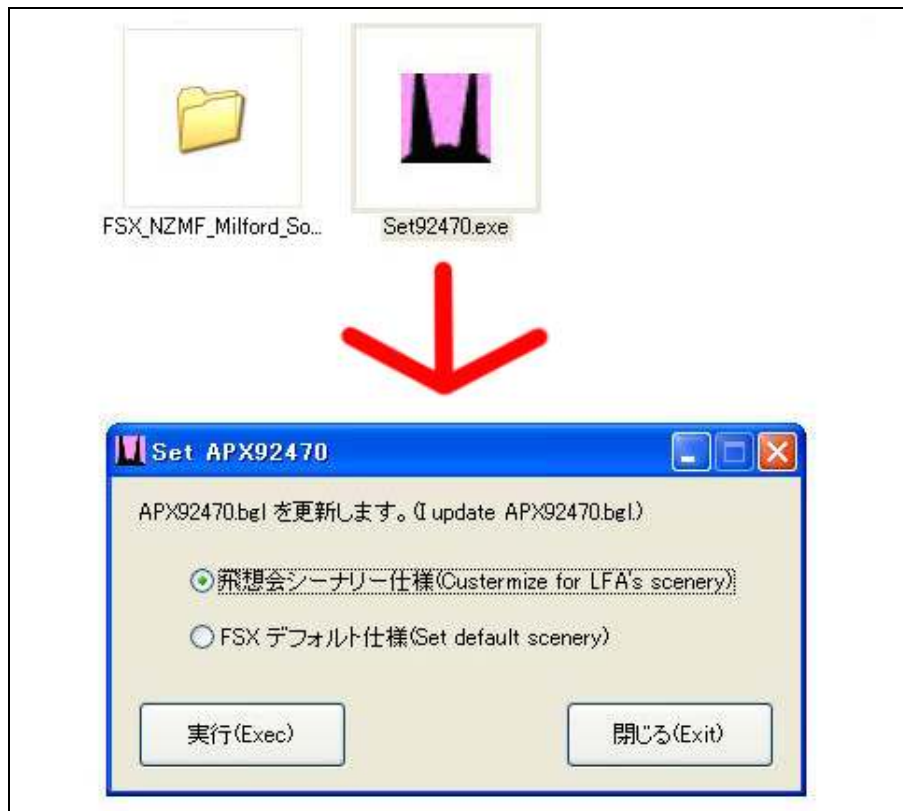 FSX_NZMF_Milford_So...
Set92470.exe
Set APX92470
APX92470.bgl を更新します。(I update APX92470.bgl.)
飛想会シーナリー仕様(Custermize for LFA's scenery)
FSX デフォルト仕様(Set default scenery)
実行(Exec)
閉じる(Exit)